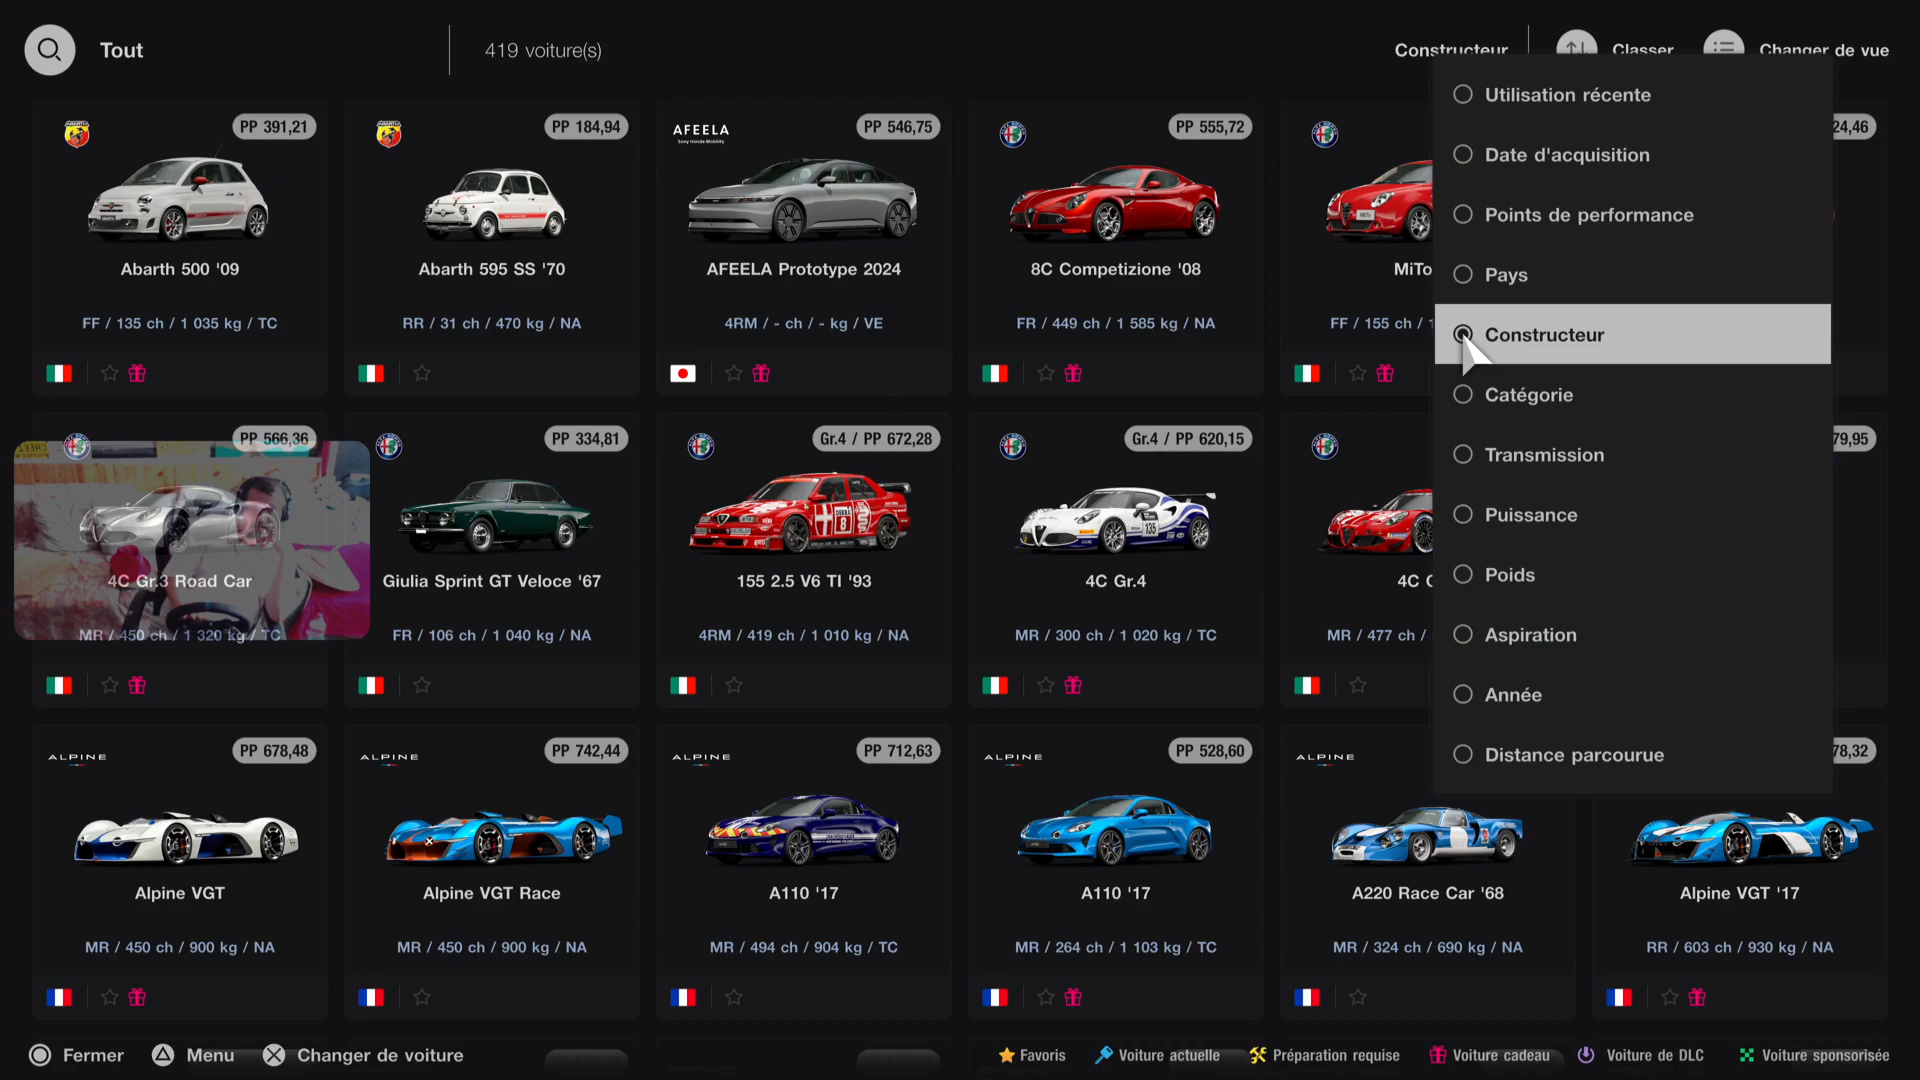 Tout
419 voiture(s)
Constructeur
Classer
Changer de vue
Utilisation récente
Date d'acquisition
Points de performance
Pays
Constructeur
Catégorie
Transmission
Puissance
Poids
Aspiration
Année
Distance parcourue
PP 391,21
Abarth 500 '09
FF / 135 ch / 1 035 kg / TC
PP 184,94
Abarth 595 SS '70
RR / 31 ch / 470 kg / NA
AFEELA
Sony Honda Mobility
PP 546,75
AFEELA Prototype 2024
4RM / - ch / - kg / VE
PP 555,72
8C Competizione '08
FR / 449 ch / 1 585 kg / NA
MiTo
FF / 155 ch /
24,46
PP 566,36
4C Gr.3 Road Car
MR / 450 ch / 1 320 kg / TC
PP 334,81
Giulia Sprint GT Veloce '67
FR / 106 ch / 1 040 kg / NA
Gr.4 / PP 672,28
155 2.5 V6 TI '93
4RM / 419 ch / 1 010 kg / NA
Gr.4 / PP 620,15
4C Gr.4
MR / 300 ch / 1 020 kg / TC
4C
MR / 477 ch /
79,95
ALPINE
PP 678,48
Alpine VGT
MR / 450 ch / 900 kg / NA
ALPINE
PP 742,44
Alpine VGT Race
MR / 450 ch / 900 kg / NA
ALPINE
PP 712,63
A110 '17
MR / 494 ch / 904 kg / TC
ALPINE
PP 528,60
A110 '17
MR / 264 ch / 1 103 kg / TC
ALPINE
A220 Race Car '68
MR / 324 ch / 690 kg / NA
78,32
Alpine VGT '17
RR / 603 ch / 930 kg / NA
Fermer
Menu
Changer de voiture
Favoris
Voiture actuelle
Préparation requise
Voiture cadeau
Voiture de DLC
Voiture sponsorisée